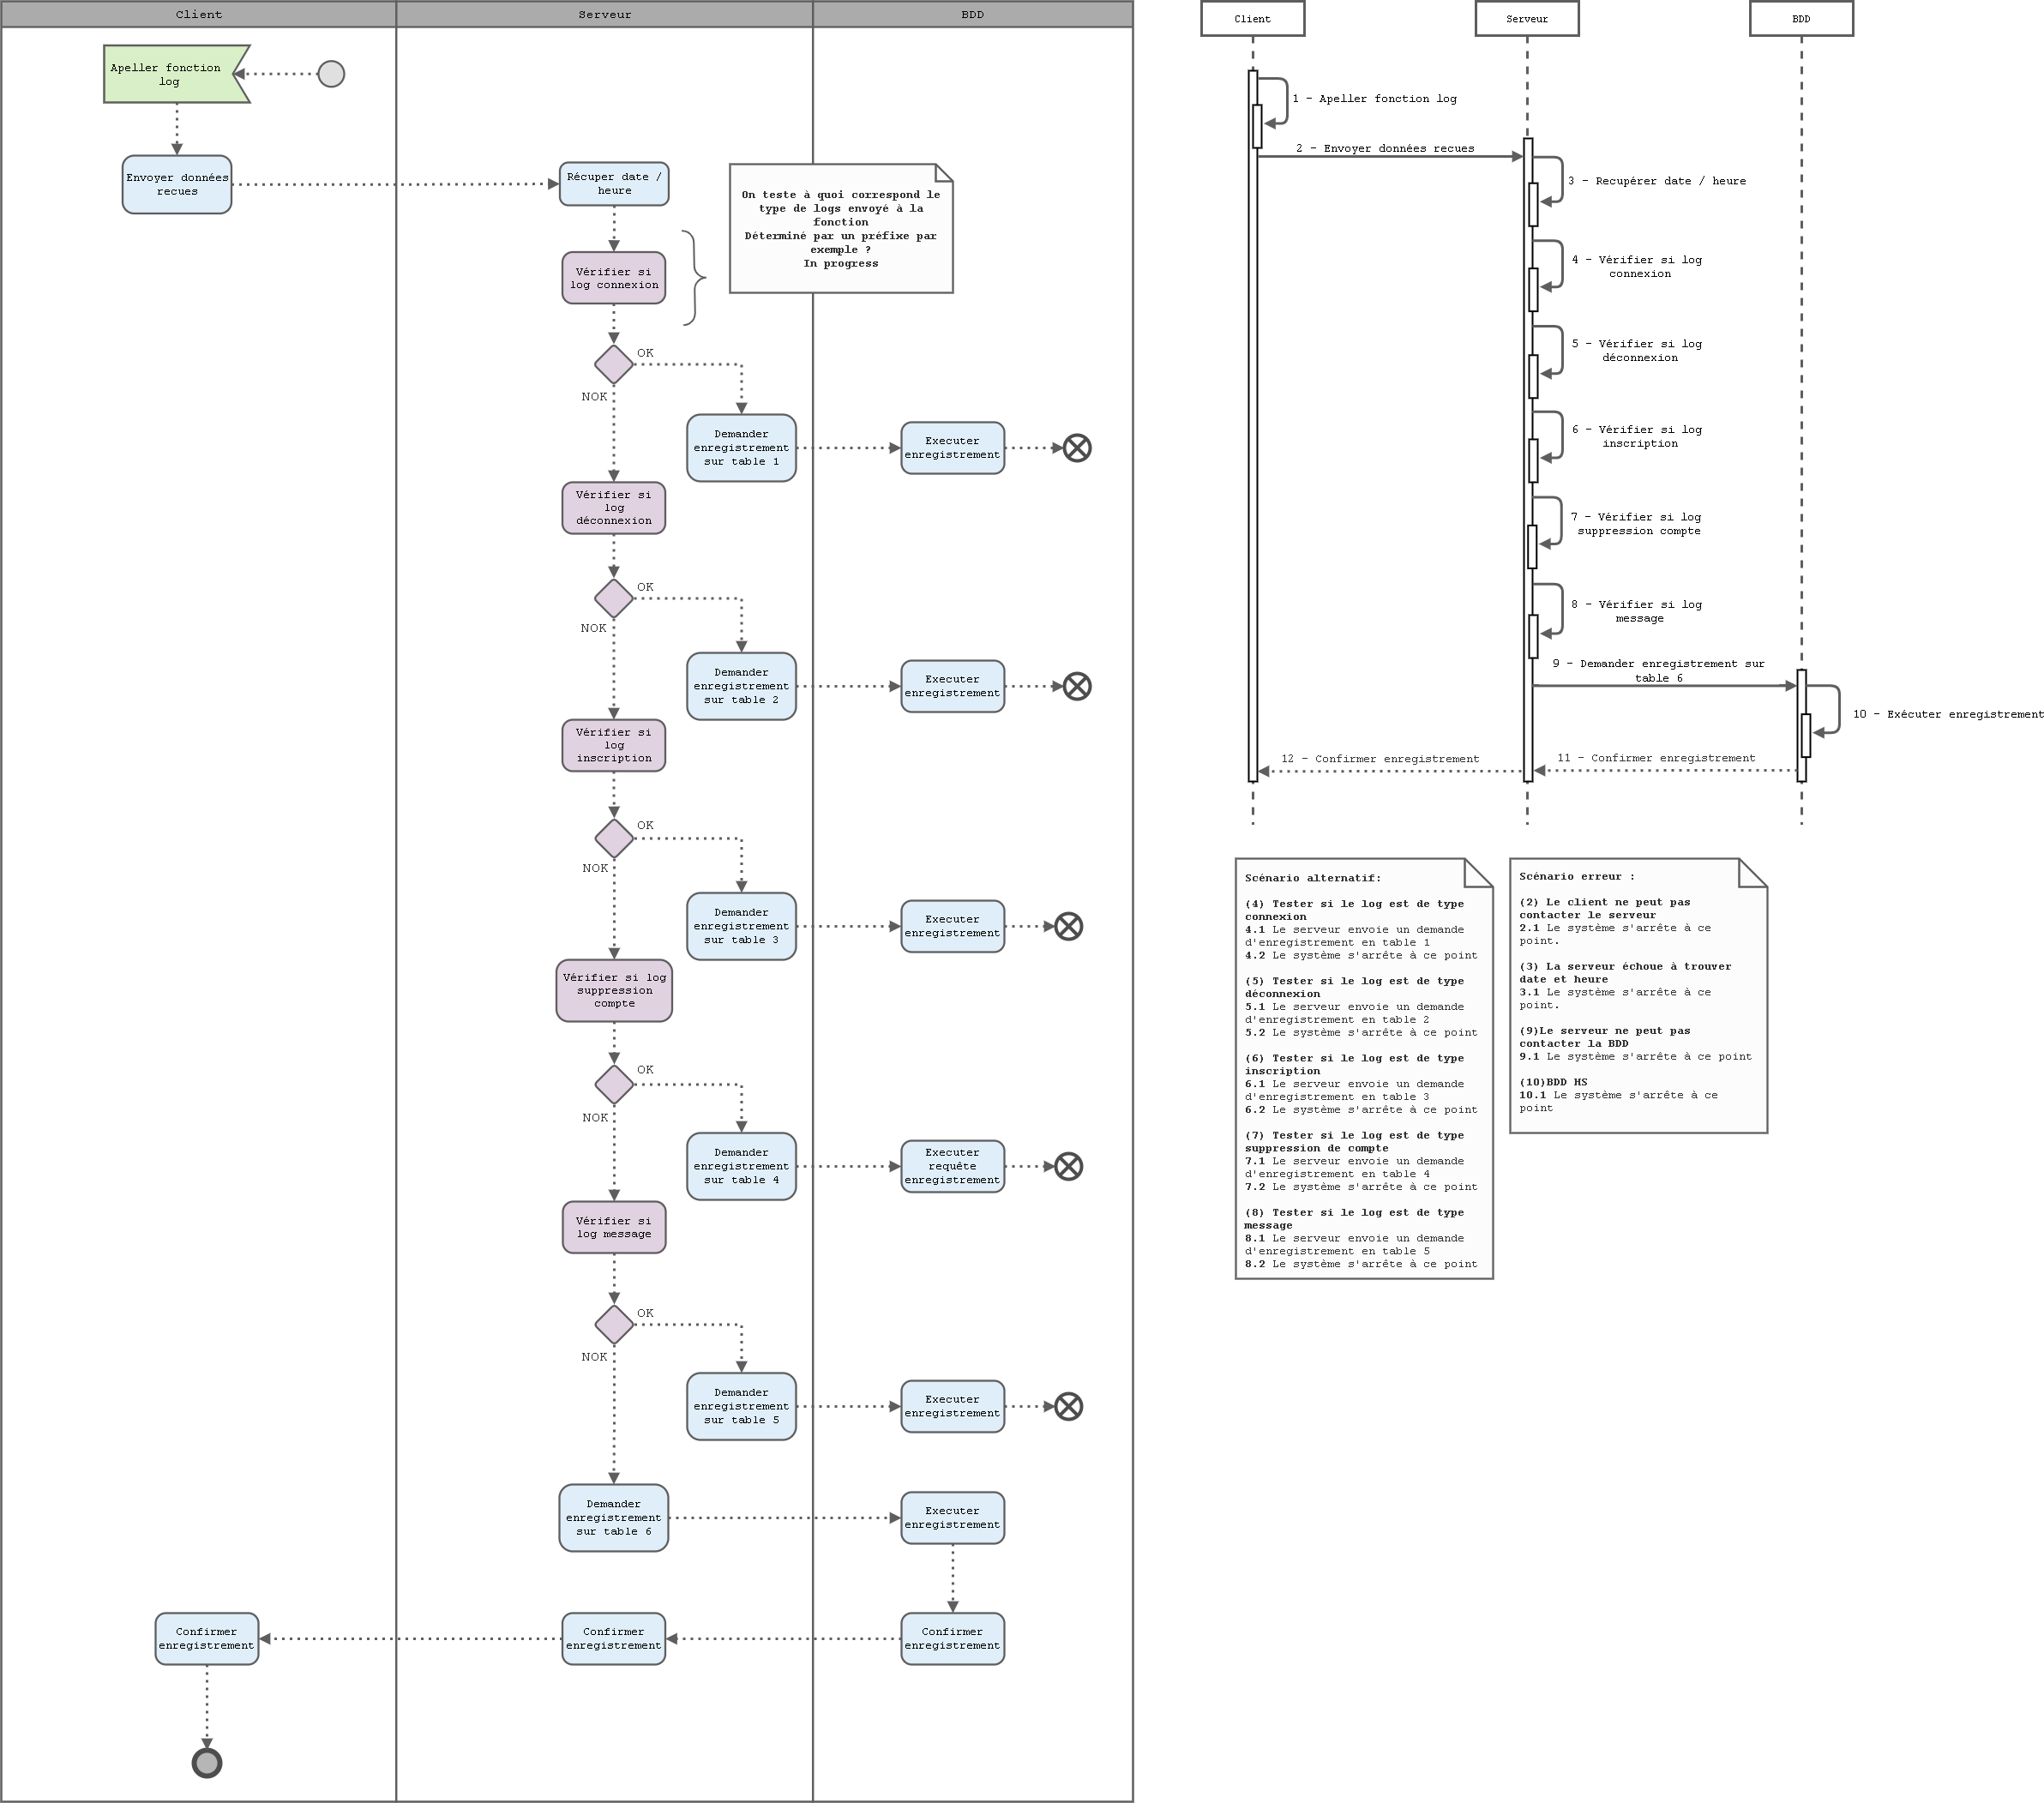 Client
Serveur
BDD
Apeller fonction
log
Envoyer données
recues
Récuper date /
heure
On teste à quoi correspond le
type de logs envoyé à la
fonction
Déterminé par un préfixe par
exemple ?
In progress
Vérifier si
log connexion
OK
NOK
Demander
enregistrement
sur table 1
Executer
enregistrement
Vérifier si
log
déconnexion
OK
NOK
Demander
enregistrement
sur table 2
Executer
enregistrement
Vérifier si
log
inscription
OK
NOK
Demander
enregistrement
sur table 3
Executer
enregistrement
Vérifier si log
suppression
compte
OK
NOK
Demander
enregistrement
sur table 4
Executer
requête
enregistrement
Vérifier si
log message
OK
NOK
Demander
enregistrement
sur table 5
Executer
enregistrement
Demander
enregistrement
sur table 6
Executer
enregistrement
Confirmer
enregistrement
Confirmer
enregistrement
Confirmer
enregistrement
Client
Serveur
BDD
1 - Apeller fonction log
2 - Envoyer données recues
3 - Recupérer date / heure
4 - Vérifier si log
connexion
5 - Vérifier si log
déconnexion
6 - Vérifier si log
inscription
7 - Vérifier si log
suppression compte
8 - Vérifier si log
message
9 - Demander enregistrement sur
table 6
10 - Exécuter enregistrement
11 - Confirmer enregistrement
12 - Confirmer enregistrement
Scénario alternatif:
(4) Tester si le log est de type
connexion
4.1 Le serveur envoie un demande
d'enregistrement en table 1
4.2 Le système s'arrête à ce point
(5) Tester si le log est de type
déconnexion
5.1 Le serveur envoie un demande
d'enregistrement en table 2
5.2 Le système s'arrête à ce point
(6) Tester si le log est de type
inscription
6.1 Le serveur envoie un demande
d'enregistrement en table 3
6.2 Le système s'arrête à ce point
(7) Tester si le log est de type
suppression de compte
7.1 Le serveur envoie un demande
d'enregistrement en table 4
7.2 Le système s'arrête à ce point
(8) Tester si le log est de type
message
8.1 Le serveur envoie un demande
d'enregistrement en table 5
8.2 Le système s'arrête à ce point
Scénario erreur :
(2) Le client ne peut pas
contacter le serveur
2.1 Le système s'arrête à ce
point.
(3) La serveur échoue à trouver
date et heure
3.1 Le système s'arrête à ce
point.
(9)Le serveur ne peut pas
contacter la BDD
9.1 Le système s'arrête à ce point
(10)BDD HS
10.1 Le système s'arrête à ce
point